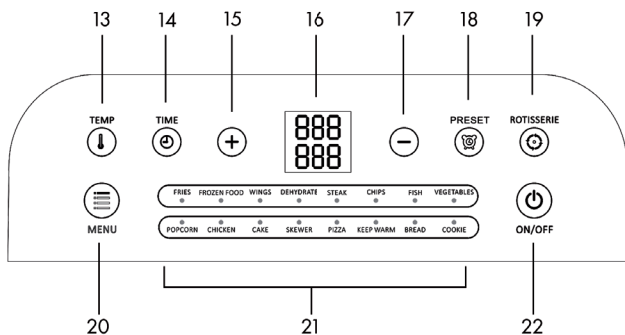 13 14 15 16 17 18 19
TEMP TIME PRESET ROTISSERIE
888
888
FRIES FROZEN FOOD WINGS DEHYDRATE STEAK CHIPS FISH VEGETABLES
MENU POPCORN CHICKEN CAKE SKEWER PIZZA KEEP WARM BREAD COOKIE ON/OFF
20 21 22